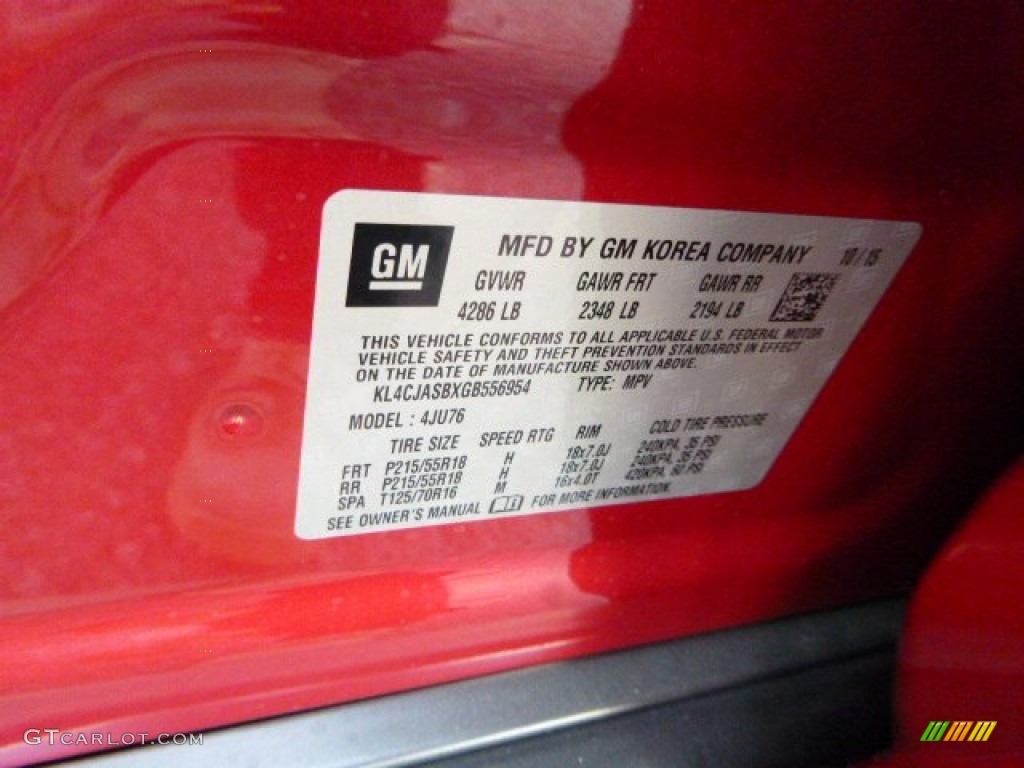 GM
MFD BY GM KOREA COMPANY 10/15
GVWR GAWR FRT GAWR RR
4286 LB 2348 LB 2194 LB
THIS VEHICLE CONFORMS TO ALL APPLICABLE U.S. FEDERAL MOTOR
VEHICLE SAFETY AND THEFT PREVENTION STANDARDS IN EFFECT
ON THE DATE OF MANUFACTURE SHOWN ABOVE.
KL4CJASBXGB556954 TYPE: MPV
MODEL : 4JU76
TIRE SIZE SPEED RTG RIM COLD TIRE PRESSURE
FRT P215/55R18 H 18x7.0J 240KPA, 35 PSI
RR P215/55R18 H 18x7.0J 240KPA, 35 PSI
SPA T125/70R16 M 16x4.0T 420KPA, 60 PSI
SEE OWNER'S MANUAL FOR MORE INFORMATION.
GTCARLOT.COM